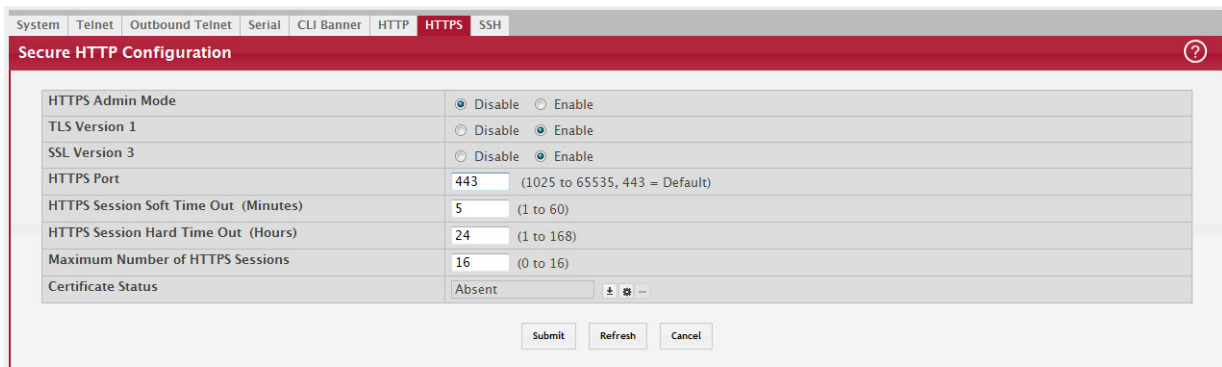 System Telnet Outbound Telnet Serial CLI Banner HTTP HTTPS SSH
Secure HTTP Configuration ?
HTTPS Admin Mode Disable Enable
TLS Version 1 Disable Enable
SSL Version 3 Disable Enable
HTTPS Port 443 (1025 to 65535, 443 = Default)
HTTPS Session Soft Time Out (Minutes) 5 (1 to 60)
HTTPS Session Hard Time Out (Hours) 24 (1 to 168)
Maximum Number of HTTPS Sessions 16 (0 to 16)
Certificate Status Absent
Submit Refresh Cancel